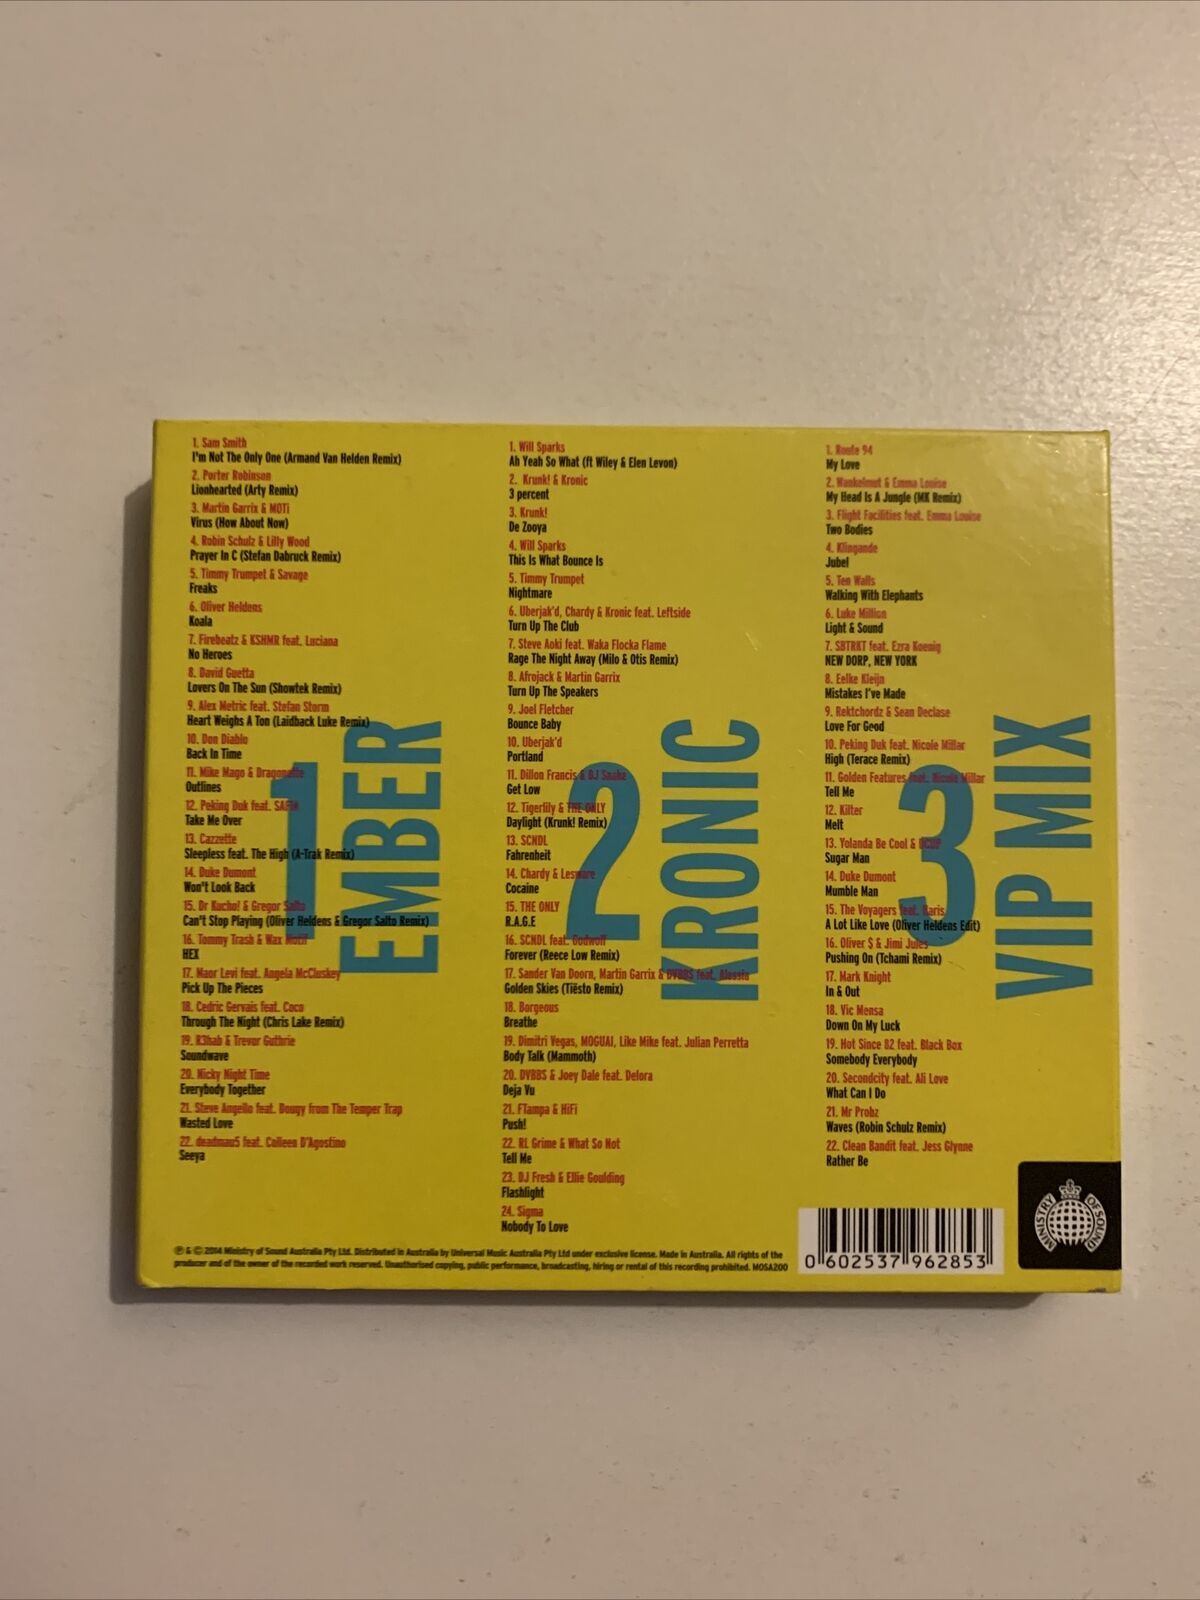 1. Sam Smith
I'm Not The Only One (Armand Van Helden Remix)
2. Porter Robinson
Lionhearted (Arty Remix)
3. Martin Garrix & MOTi
Virus (How About Now)
4. Robin Schulz & Lilly Wood
Prayer In C (Stefan Dabruck Remix)
5. Timmy Trumpet & Savage
Freaks
6. Oliver Heldens
Koala
7. Firebeatz & KSHMR feat. Luciana
No Heroes
8. David Guetta
Lovers On The Sun (Showtek Remix)
9. Alex Metric feat. Stefan Storm
Heart Weighs A Ton (Laidback Luke Remix)
10. Don Diablo
Back In Time
11. Mike Mago & Dragonette
Outlines
12. Peking Duk feat. SAFIA
Take Me Over
13. Cazzette
Sleepless feat. The High (A-Trak Remix)
14. Duke Dumont
Won't Look Back
15. Dr Kucho! & Gregor Salto
Can't Stop Playing (Oliver Heldens & Gregor Salto Remix)
16. Tommy Trash & Wax Motif
HEX
17. Maor Levi feat. Angela McCluskey
Pick Up The Pieces
18. Cedric Gervais feat. Coco
Through The Night (Chris Lake Remix)
19. R3hab & Trevor Guthrie
Soundwave
20. Nicky Night Time
Everybody Together
21. Steve Angello feat. Dougy from The Temper Trap
Wasted Love
22. deadmau5 feat. Colleen D'Agostino
Seeya
1
EMBER
1. Will Sparks
Ah Yeah So What (ft Wiley & Elen Levon)
2. Krunk! & Kronic
3 percent
3. Krunk!
De Zooya
4. Will Sparks
This Is What Bounce Is
5. Timmy Trumpet
Nightmare
6. Uberjak'd, Chardy & Kronic feat. Leftside
Turn Up The Club
7. Steve Aoki feat. Waka Flocka Flame
Rage The Night Away (Milo & Otis Remix)
8. Afrojack & Martin Garrix
Turn Up The Speakers
9. Joel Fletcher
Bounce Baby
10. Uberjak'd
Portland
11. Dillon Francis & DJ Snake
Get Low
12. Tigerlily & THE ONLY
Daylight (Krunk! Remix)
13. SCNDL
Fahrenheit
14. Chardy & Lesware
Cocaine
15. THE ONLY
R.A.G.E
16. SCNDL feat. Godwolf
Forever (Reece Low Remix)
17. Sander Van Doorn, Martin Garrix & DVBBS feat. Aleesia
Golden Skies (Tiësto Remix)
18. Borgeous
Breathe
19. Dimitri Vegas, MOGUAI, Like Mike feat. Julian Perretta
Body Talk (Mammoth)
20. DVBBS & Joey Dale feat. Delora
Deja Vu
21. FTampa & HiFi
Push!
22. RL Grime & What So Not
Tell Me
23. DJ Fresh & Ellie Goulding
Flashlight
24. Sigma
Nobody To Love
2
KRONIC
1. Route 94
My Love
2. Wankelmut & Emma Louise
My Head Is A Jungle (MK Remix)
3. Flight Facilities feat. Emma Louise
Two Bodies
4. Klingande
Jubel
5. Ten Walls
Walking With Elephants
6. Luke Million
Light & Sound
7. SBTRKT feat. Ezra Koenig
NEW DORP, NEW YORK
8. Eelke Kleijn
Mistakes I've Made
9. Rektchordz & Sean Declase
Love For Good
10. Peking Duk feat. Nicole Millar
High (Terace Remix)
11. Golden Features feat. Nicole Millar
Tell Me
12. Kilter
Melt
13. Yolanda Be Cool & DCUP
Sugar Man
14. Duke Dumont
Mumble Man
15. The Voyagers feat. Haris
A Lot Like Love (Oliver Heldens Edit)
16. Oliver $ & Jimi Jules
Pushing On (Tchami Remix)
17. Mark Knight
In & Out
18. Vic Mensa
Down On My Luck
19. Hot Since 82 feat. Black Box
Somebody Everybody
20. Secondcity feat. Ali Love
What Can I Do
21. Mr Probz
Waves (Robin Schulz Remix)
22. Clean Bandit feat. Jess Glynne
Rather Be
3
VIP MIX
℗ & © 2014 Ministry of Sound Australia Pty Ltd. Distributed in Australia by Universal Music Australia Pty Ltd under exclusive license. Made in Australia. All rights of the
producer and of the owner of the recorded work reserved. Unauthorised copying, public performance, broadcasting, hiring or rental of this recording prohibited. MOSA200
0 602537 962853
MINISTRY OF SOUND